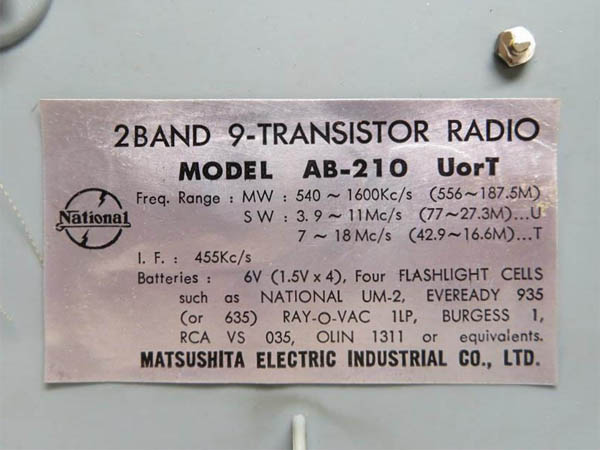 2BAND 9-TRANSISTOR RADIO
MODEL AB-210 UorT
National
Freq. Range : MW : 540 ~ 1600Kc/s (556~187.5M)
SW : 3.9 ~ 11Mc/s (77~27.3M)...U
7 ~ 18Mc/s (42.9~16.6M)...T
I. F. : 455Kc/s
Batteries : 6V (1.5V x 4), Four FLASHLIGHT CELLS
such as NATIONAL UM-2, EVEREADY 935
(or 635) RAY-O-VAC 1LP, BURGESS 1,
RCA VS 035, OLIN 1311 or equivalents.
MATSUSHITA ELECTRIC INDUSTRIAL CO., LTD.